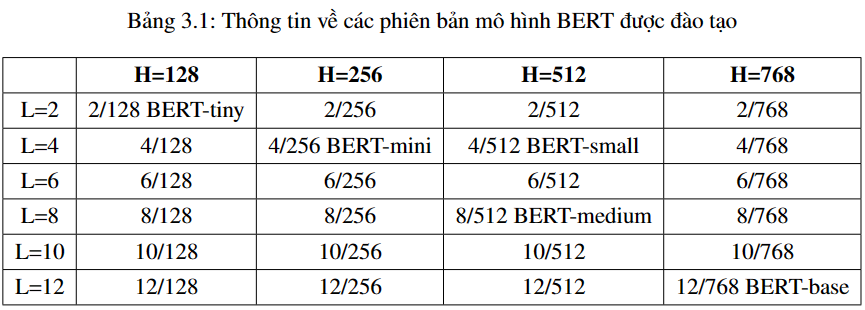 Bảng 3.1: Thông tin về các phiên bản mô hình BERT được đào tạo
H=128 H=256 H=512 H=768
L=2 2/128 BERT-tiny 2/256 2/512 2/768
L=4 4/128 4/256 BERT-mini 4/512 BERT-small 4/768
L=6 6/128 6/256 6/512 6/768
L=8 8/128 8/256 8/512 BERT-medium 8/768
L=10 10/128 10/256 10/512 10/768
L=12 12/128 12/256 12/512 12/768 BERT-base